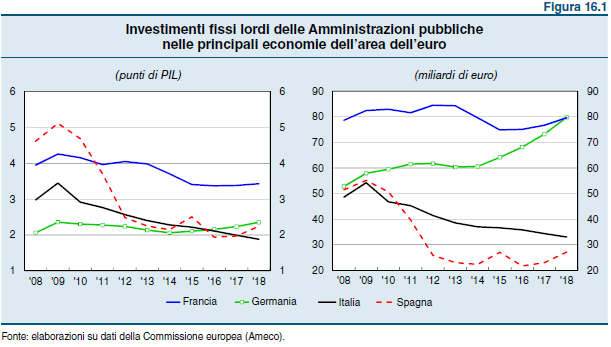 Figura 16.1
Investimenti fissi lordi delle Amministrazioni pubbliche
nelle principali economie dell'area dell'euro
(punti di PIL)
(miliardi di euro)
6 6 90 90
80 80
5 5
70 70
4 4 60 60
3 3 50 50
40 40
2 2
30 30
1 1 20 20
'08 '09 '10 '11 '12 '13 '14 '15 '16 '17 '18 '08 '09 '10 '11 '12 '13 '14 '15 '16 '17 '18
Francia Germania Italia Spagna
Fonte: elaborazioni su dati della Commissione europea (Ameco).